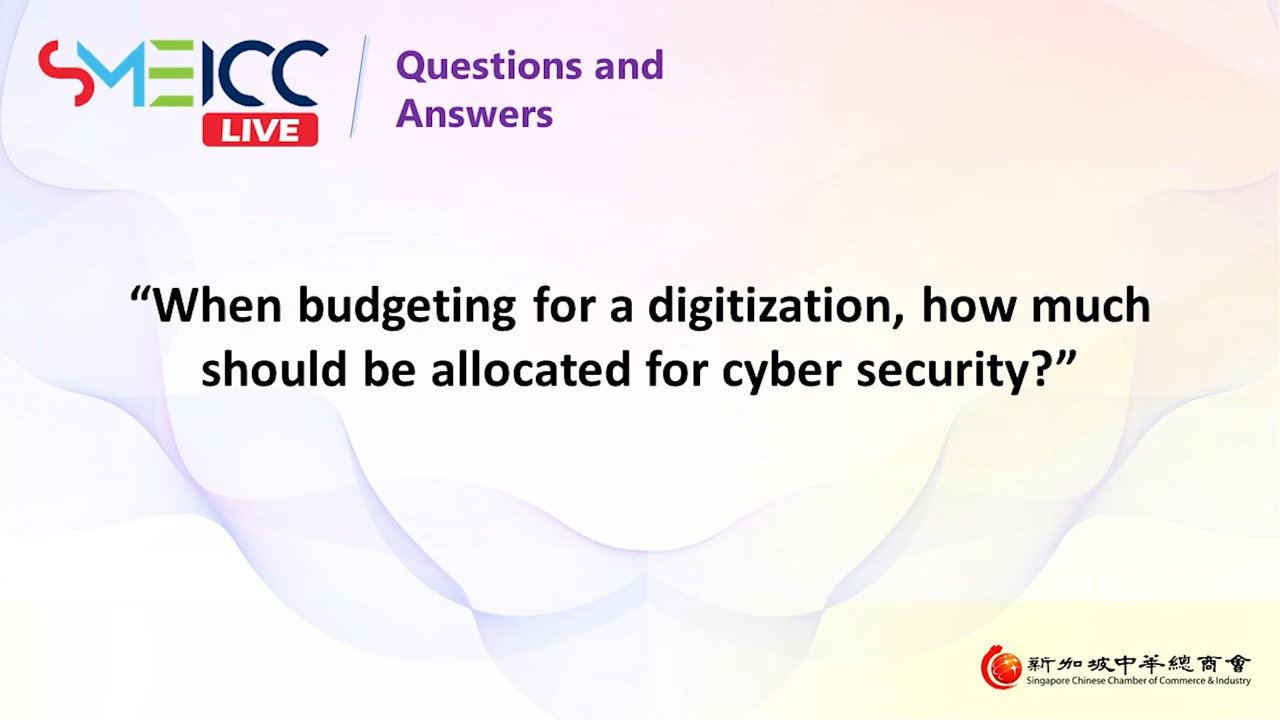 SMEICC
LIVE
Questions and
Answers
“When budgeting for a digitization, how much
should be allocated for cyber security?”
新加坡中華總商會
Singapore Chinese Chamber of Commerce & Industry